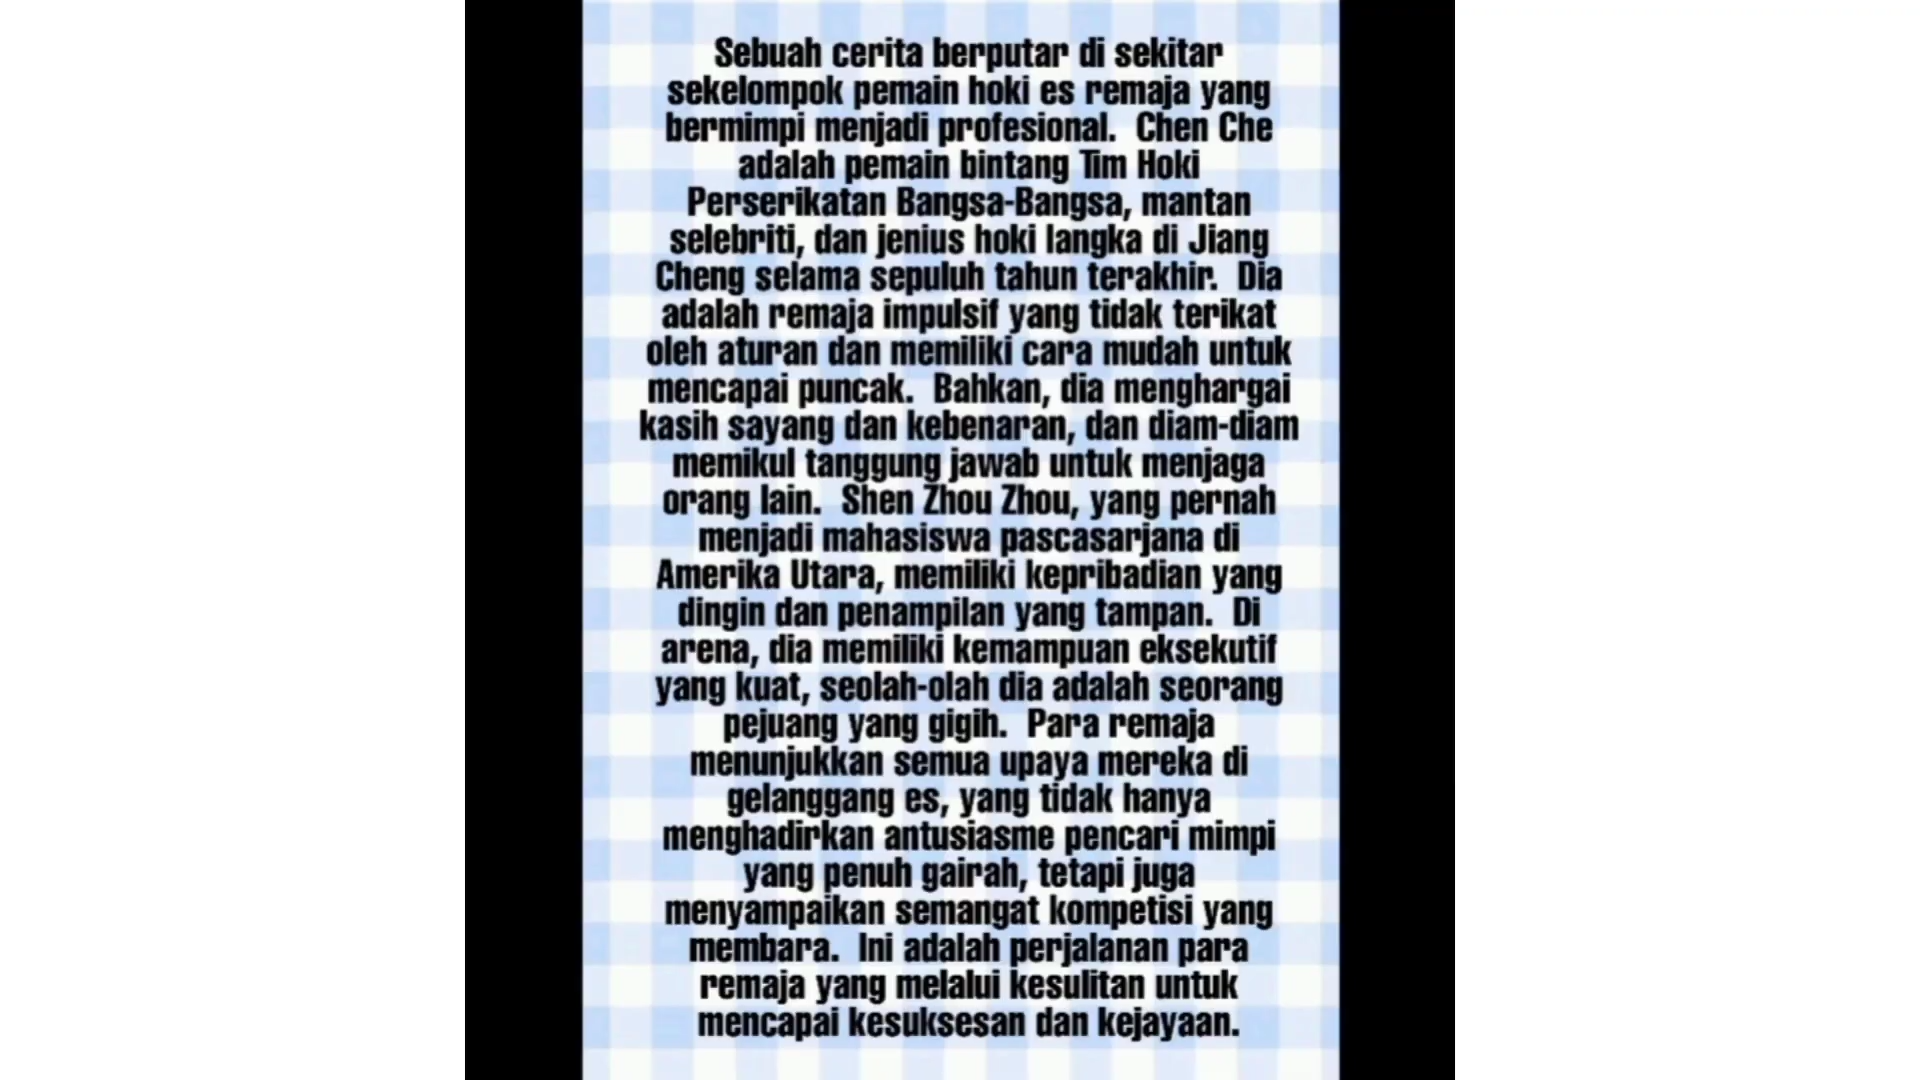 Sebuah cerita berputar di sekitar
sekelompok pemain hoki es remaja yang
bermimpi menjadi profesional.  Chen Che
adalah pemain bintang Tim Hoki
Perserikatan Bangsa-Bangsa, mantan
selebriti, dan jenius hoki langka di Jiang
Cheng selama sepuluh tahun terakhir.  Dia
adalah remaja impulsif yang tidak terikat
oleh aturan dan memiliki cara mudah untuk
mencapai puncak.  Bahkan, dia menghargai
kasih sayang dan kebenaran, dan diam-diam
memikul tanggung jawab untuk menjaga
orang lain.  Shen Zhou Zhou, yang pernah
menjadi mahasiswa pascasarjana di
Amerika Utara, memiliki kepribadian yang
dingin dan penampilan yang tampan.  Di
arena, dia memiliki kemampuan eksekutif
yang kuat, seolah-olah dia adalah seorang
pejuang yang gigih.  Para remaja
menunjukkan semua upaya mereka di
gelanggang es, yang tidak hanya
menghadirkan antusiasme pencari mimpi
yang penuh gairah, tetapi juga
menyampaikan semangat kompetisi yang
membara.  Ini adalah perjalanan para
remaja yang melalui kesulitan untuk
mencapai kesuksesan dan kejayaan.